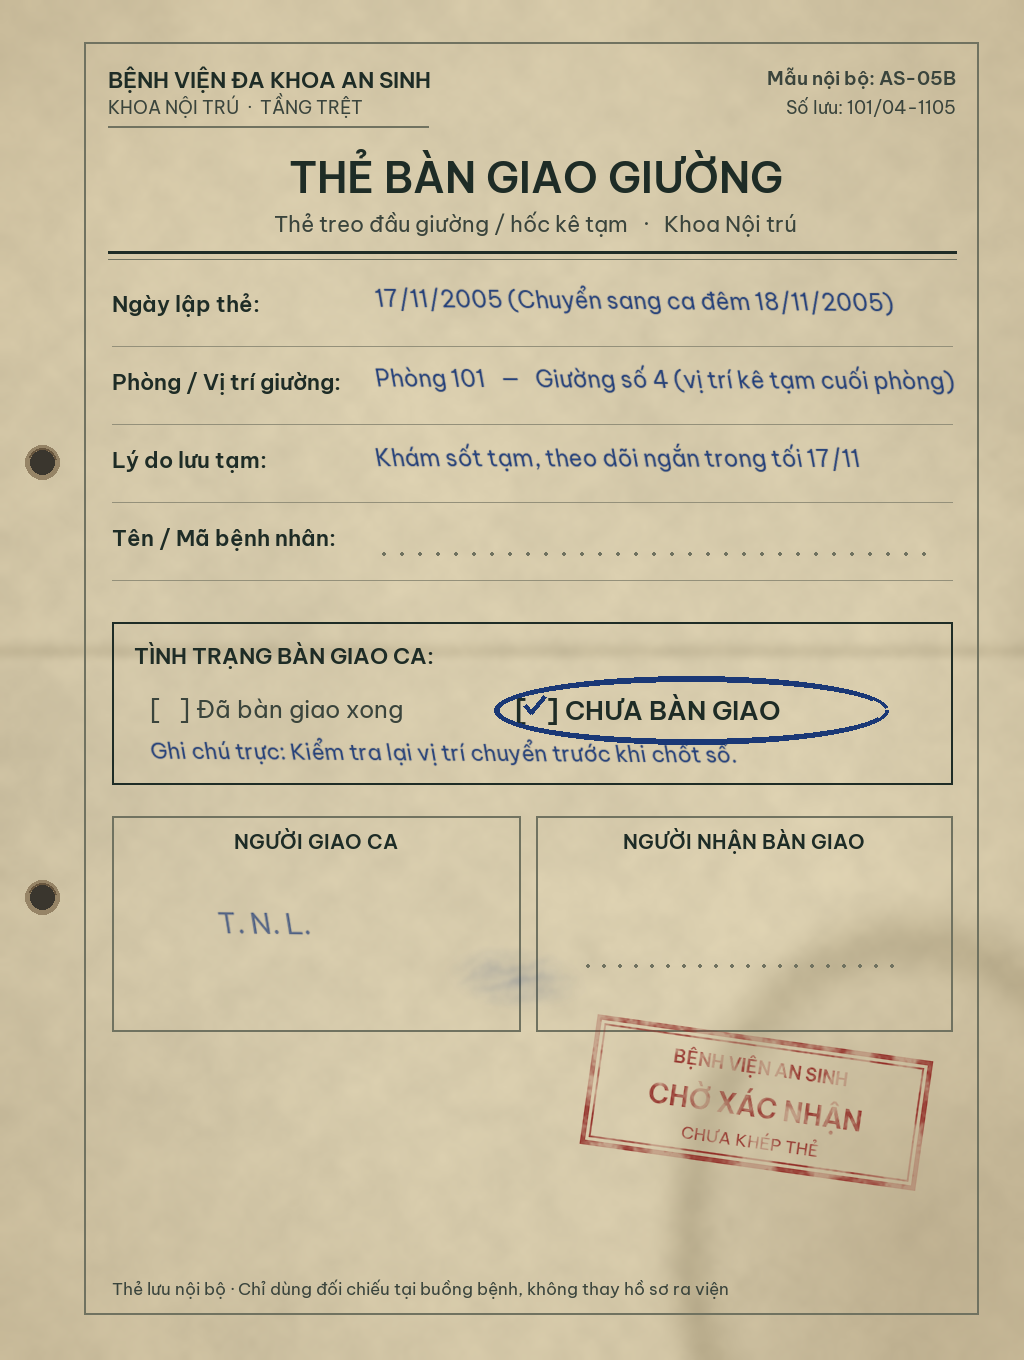 BỆNH VIỆN ĐA KHOA AN SINH
KHOA NỘI TRÚ · TẦNG TRỆT
Mẫu nội bộ: AS-05B
Số lưu: 101/04-1105
THẺ BÀN GIAO GIƯỜNG
Thẻ treo đầu giường / hốc kê tạm · Khoa Nội trú
Ngày lập thẻ: 17/11/2005 (Chuyển sang ca đêm 18/11/2005)
Phòng / Vị trí giường: Phòng 101 — Giường số 4 (vị trí kê tạm cuối phòng)
Lý do lưu tạm: Khám sốt tạm, theo dõi ngắn trong tối 17/11
Tên / Mã bệnh nhân:
TÌNH TRẠNG BÀN GIAO CA:
[ ] Đã bàn giao xong [✓] CHƯA BÀN GIAO
Ghi chú trực: Kiểm tra lại vị trí chuyển trước khi chốt sổ.
NGƯỜI GIAO CA
T.N.L.
NGƯỜI NHẬN BÀN GIAO
BỆNH VIỆN AN SINH
CHỜ XÁC NHẬN
CHƯA KHÉP THẺ
Thẻ lưu nội bộ · Chỉ dùng đối chiếu tại buồng bệnh, không thay hồ sơ ra viện